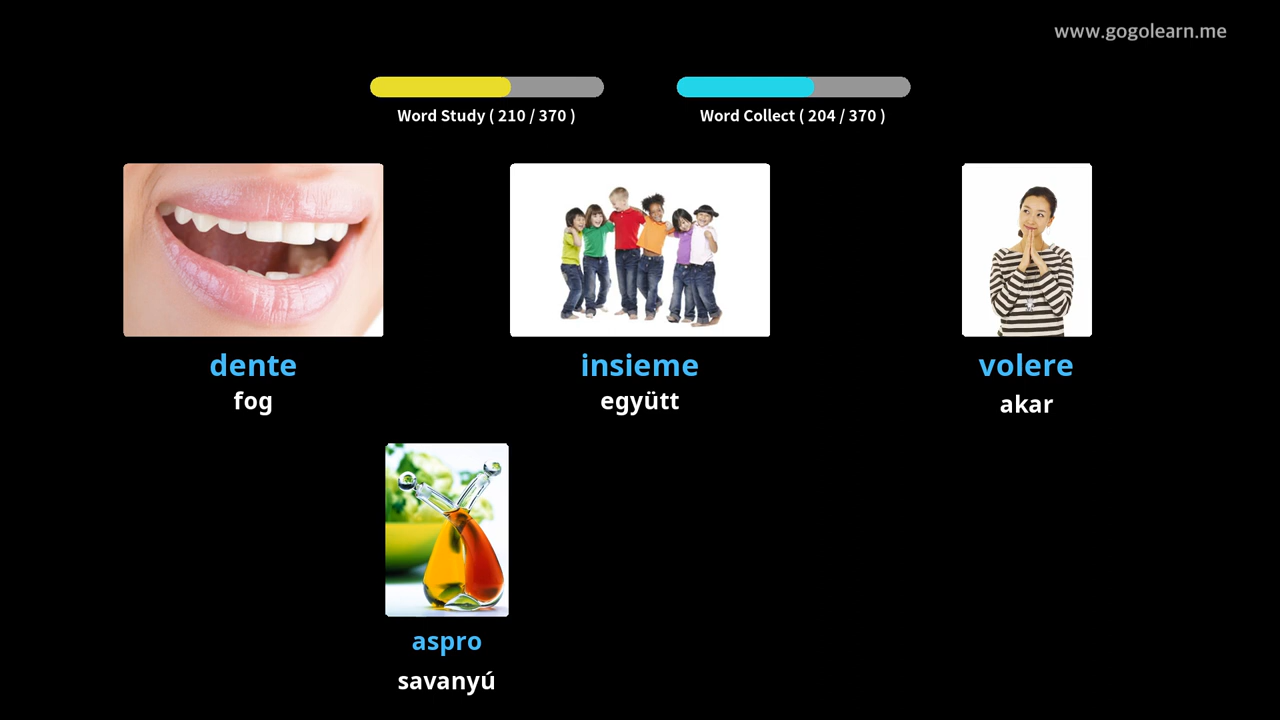 www.gogolearn.me
Word Study ( 210 / 370 )
Word Collect ( 204 / 370 )
dente
fog
insieme
együtt
volere
akar
aspro
savanyú